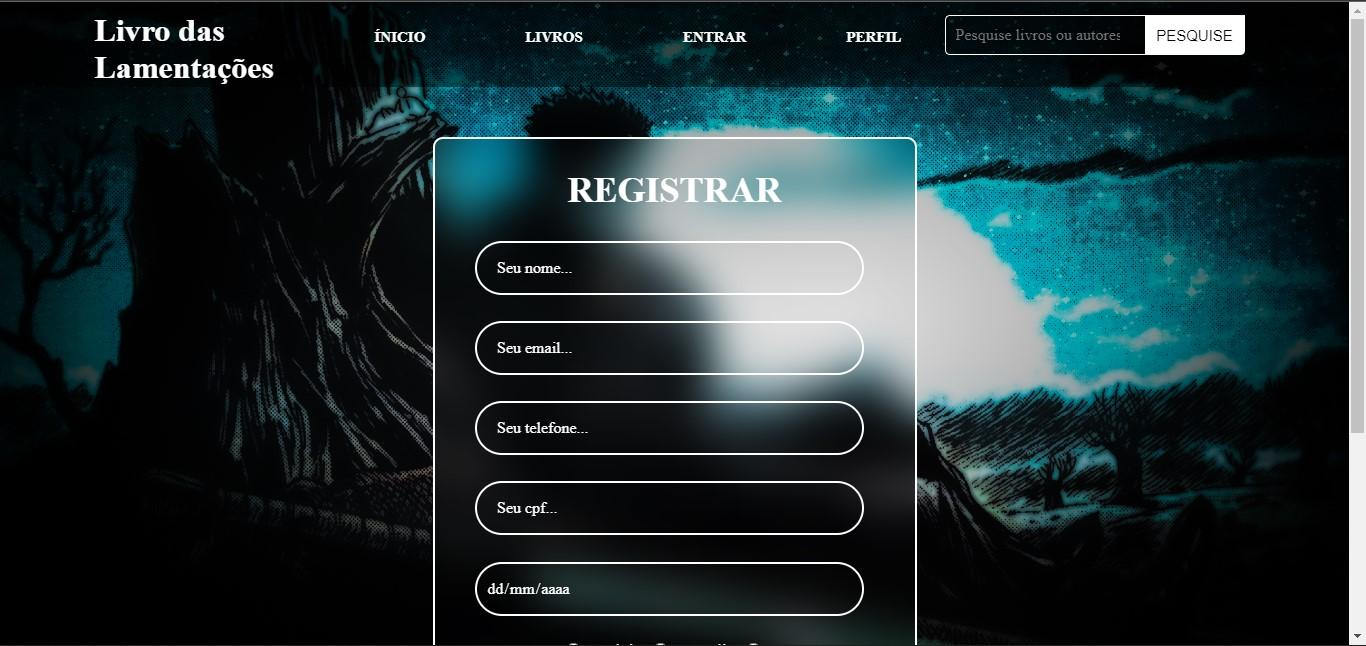 Livro das
Lamentações
ÍNICIO
LIVROS
ENTRAR
PERFIL
Pesquise livros ou autores
PESQUISE
REGISTRAR
Seu nome...
Seu email...
Seu telefone...
Seu cpf...
dd/mm/aaaa